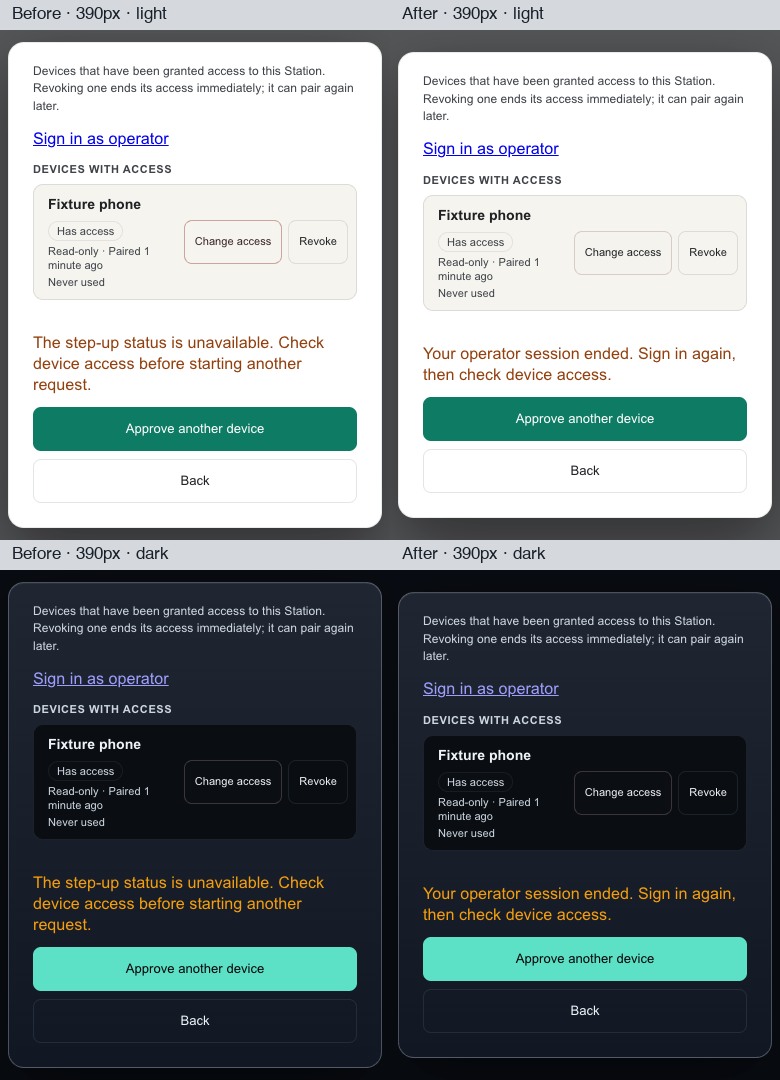 Before · 390px · light
Devices that have been granted access to this Station.
Revoking one ends its access immediately; it can pair again
later.
Sign in as operator
DEVICES WITH ACCESS
Fixture phone
Has access
Read-only · Paired 1
minute ago
Never used
Change access
Revoke
The step-up status is unavailable. Check
device access before starting another
request.
Approve another device
Back
After · 390px · light
Devices that have been granted access to this Station.
Revoking one ends its access immediately; it can pair again
later.
Sign in as operator
DEVICES WITH ACCESS
Fixture phone
Has access
Read-only · Paired 1
minute ago
Never used
Change access
Revoke
Your operator session ended. Sign in again,
then check device access.
Approve another device
Back
Before · 390px · dark
Devices that have been granted access to this Station.
Revoking one ends its access immediately; it can pair again
later.
Sign in as operator
DEVICES WITH ACCESS
Fixture phone
Has access
Read-only · Paired 1
minute ago
Never used
Change access
Revoke
The step-up status is unavailable. Check
device access before starting another
request.
Approve another device
Back
After · 390px · dark
Devices that have been granted access to this Station.
Revoking one ends its access immediately; it can pair again
later.
Sign in as operator
DEVICES WITH ACCESS
Fixture phone
Has access
Read-only · Paired 1
minute ago
Never used
Change access
Revoke
Your operator session ended. Sign in again,
then check device access.
Approve another device
Back